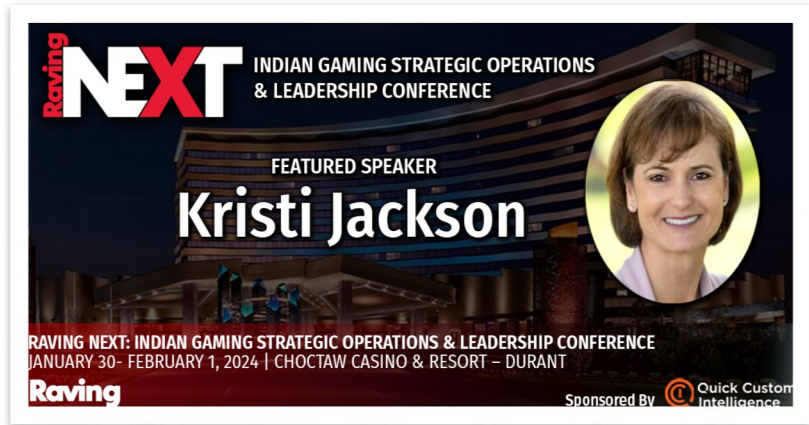 Raving NEXT
INDIAN GAMING STRATEGIC OPERATIONS
& LEADERSHIP CONFERENCE
FEATURED SPEAKER
Kristi Jackson
RAVING NEXT: INDIAN GAMING STRATEGIC OPERATIONS & LEADERSHIP CONFERENCE
JANUARY 30- FEBRUARY 1, 2024 | CHOCTAW CASINO & RESORT – DURANT
Raving
Sponsored By
Quick Custom
Intelligence